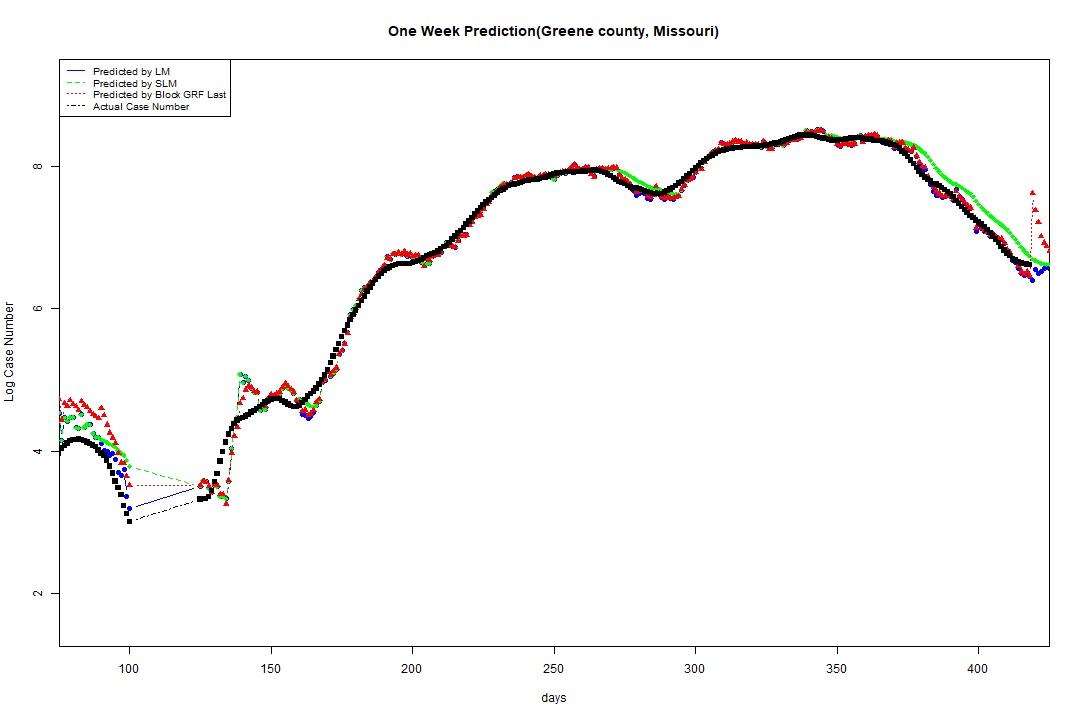 One Week Prediction(Greene county, Missouri)
Predicted by LM
Predicted by SLM
Predicted by Block GRF Last
Actual Case Number
Log Case Number
8
6
4
2
100 150 200 250 300 350 400
days